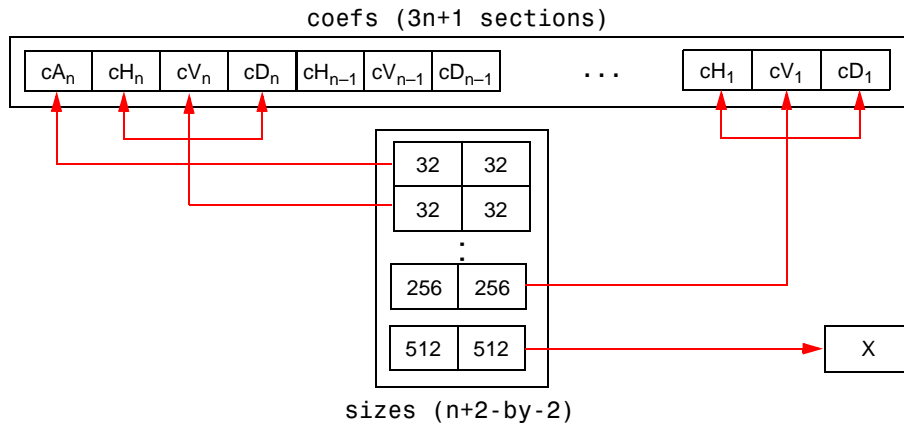 coefs (3n+1 sections)
cAₙ cHₙ cVₙ cDₙ cHₙ₋₁ cVₙ₋₁ cDₙ₋₁ ... cH₁ cV₁ cD₁
32 32
32 32
:
256 256
512 512 X
sizes (n+2-by-2)